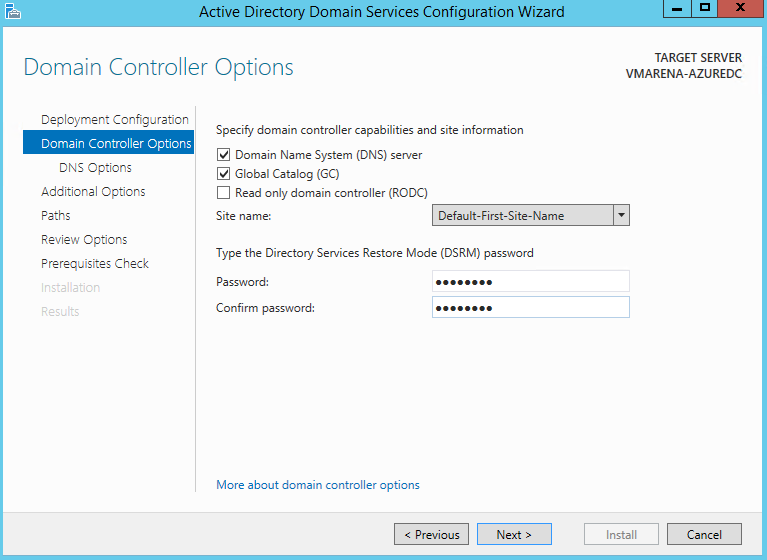 Active Directory Domain Services Configuration Wizard
Domain Controller Options
TARGET SERVER
VMARENA-AZUREDC
Deployment Configuration
Domain Controller Options
DNS Options
Additional Options
Paths
Review Options
Prerequisites Check
Installation
Results
Specify domain controller capabilities and site information
Domain Name System (DNS) server
Global Catalog (GC)
Read only domain controller (RODC)
Site name: Default-First-Site-Name
Type the Directory Services Restore Mode (DSRM) password
Password: ●●●●●●●●
Confirm password: ●●●●●●●●
More about domain controller options
< Previous Next > Install Cancel